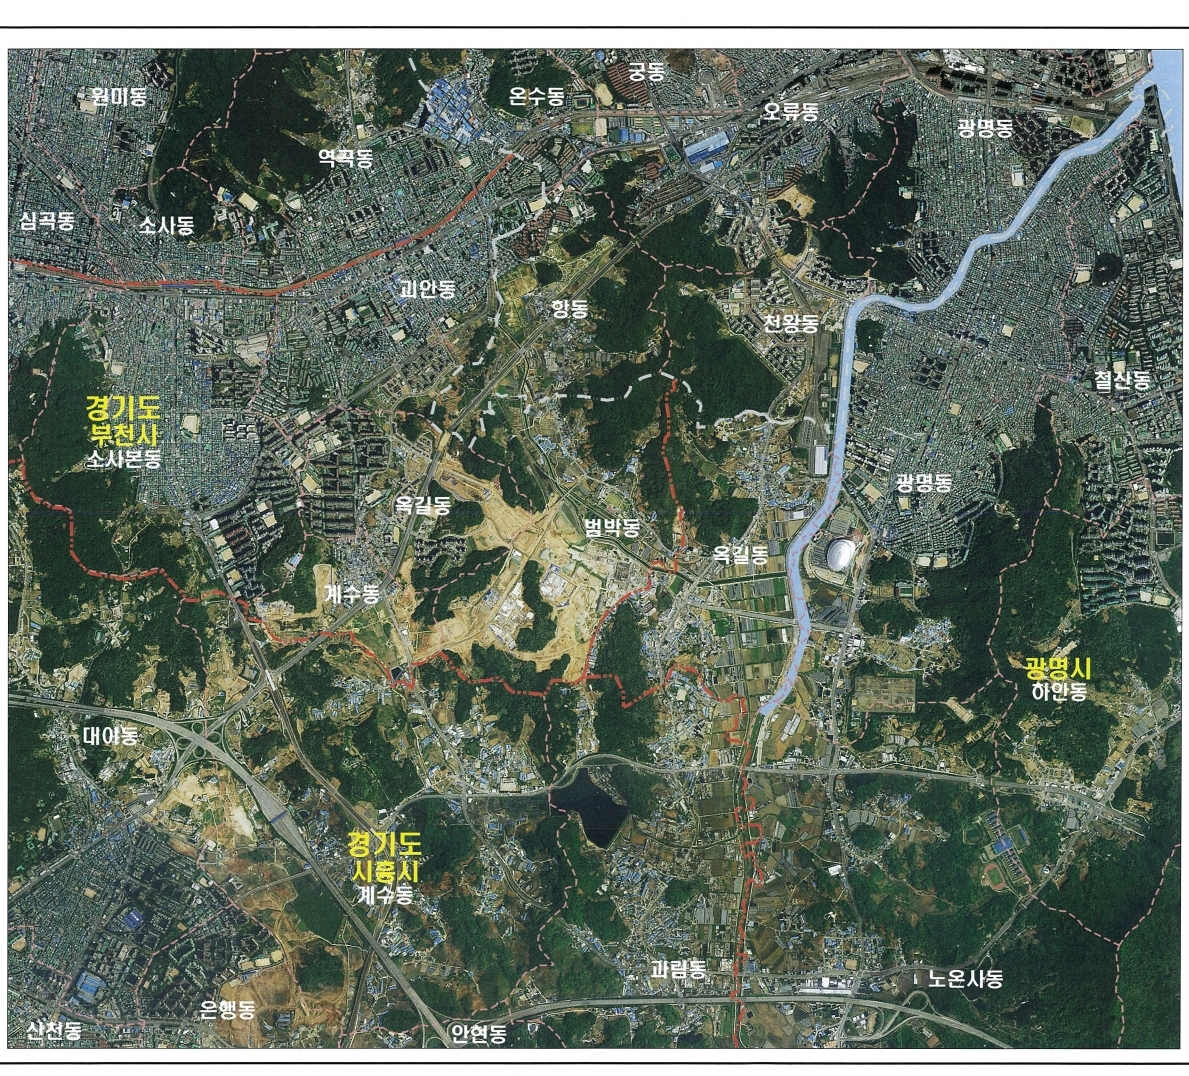 궁동
원미동
온수동
오류동
광명동
역곡동
심곡동
소사동
괴안동
항동
천왕동
철산동
경기도
부천시
소사본동
광명동
옥길동
범박동
옥길동
계수동
광명시
하안동
대야동
경기도
시흥시
계수동
과림동
노온사동
은행동
신천동
안현동